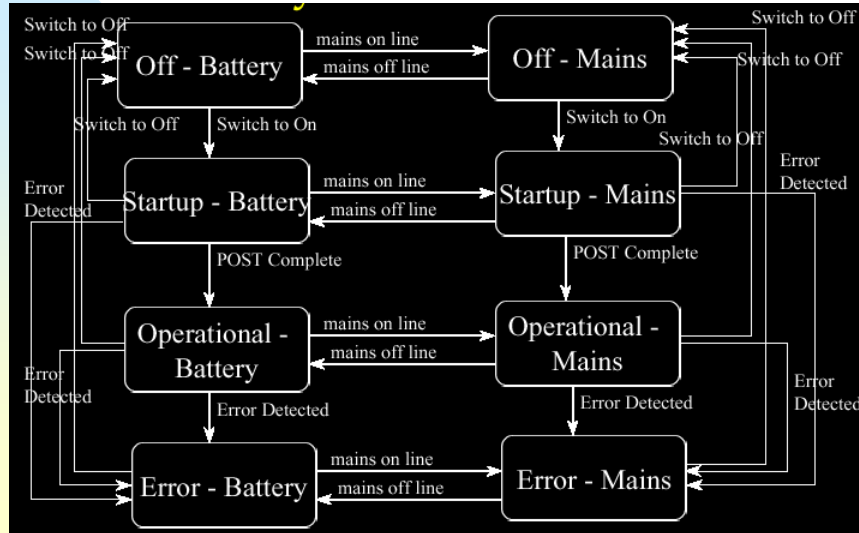 Switch to Off
Switch to Off
Switch to Off
Switch to Off
Off - Battery
mains on line
mains off line
Off - Mains
Switch to Off
Switch to On
Switch to On
Switch to Off
Error
Detected
Error
Detected
Startup - Battery
mains on line
mains off line
Startup - Mains
POST Complete
POST Complete
Operational -
Battery
mains on line
mains off line
Operational -
Mains
Error
Detected
Error
Detected
Error Detected
Error Detected
Error - Battery
mains on line
mains off line
Error - Mains